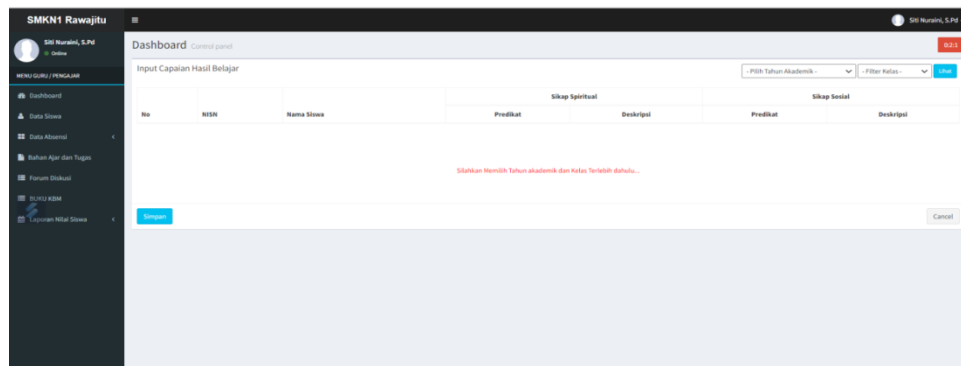 SMKN1 Rawajitu
Siti Nuraini, S.Pd
Siti Nuraini, S.Pd
Online
Dashboard Control panel
0:2:1
MENU GURU / PENGAJAR
Dashboard
Data Siswa
Data Absensi
Bahan Ajar dan Tugas
Forum Diskusi
BUKU KBM
Laporan Nilai Siswa
Input Capaian Hasil Belajar
- Pilih Tahun Akademik -
- Filter Kelas -
Lihat
Sikap Spiritual Sikap Sosial
No NISN Nama Siswa Predikat Deskripsi Predikat Deskripsi
Silahkan Memilih Tahun akademik dan Kelas Terlebih dahulu...
Simpan
Cancel